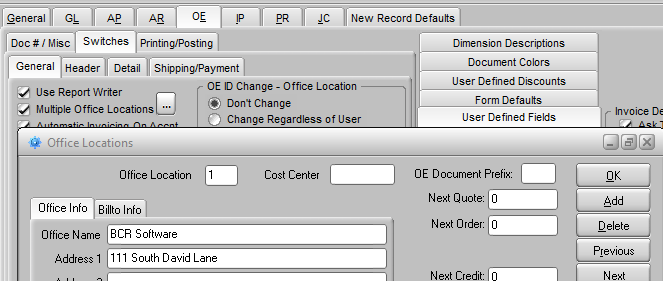 General GL AP AR OE IP PR JC New Record Defaults
Doc # / Misc Switches Printing/Posting
Dimension Descriptions
Document Colors
User Defined Discounts
Form Defaults
User Defined Fields
General Header Detail Shipping/Payment
Use Report Writer
Multiple Office Locations ...
Automatic Invoicing On Accpt
OE ID Change - Office Location
Don't Change
Change Regardless of User
Invoice De
Ask
Office Locations
Office Location 1 Cost Center OE Document Prefix:
Next Quote: 0
Next Order: 0
Next Credit: 0
Office Info Billto Info
Office Name BCR Software
Address 1 111 South David Lane
OK
Add
Delete
Previous
Next